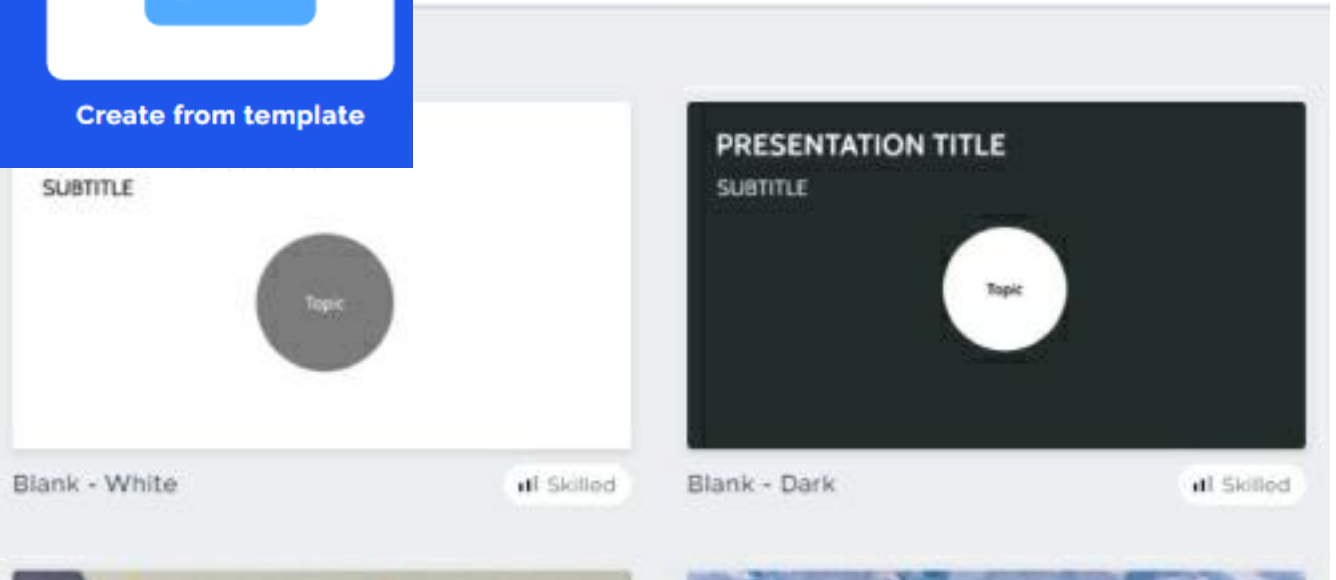 Create from template
SUBTITLE
Topic
Blank - White
Skilled
PRESENTATION TITLE
SUBTITLE
Topic
Blank - Dark
Skilled